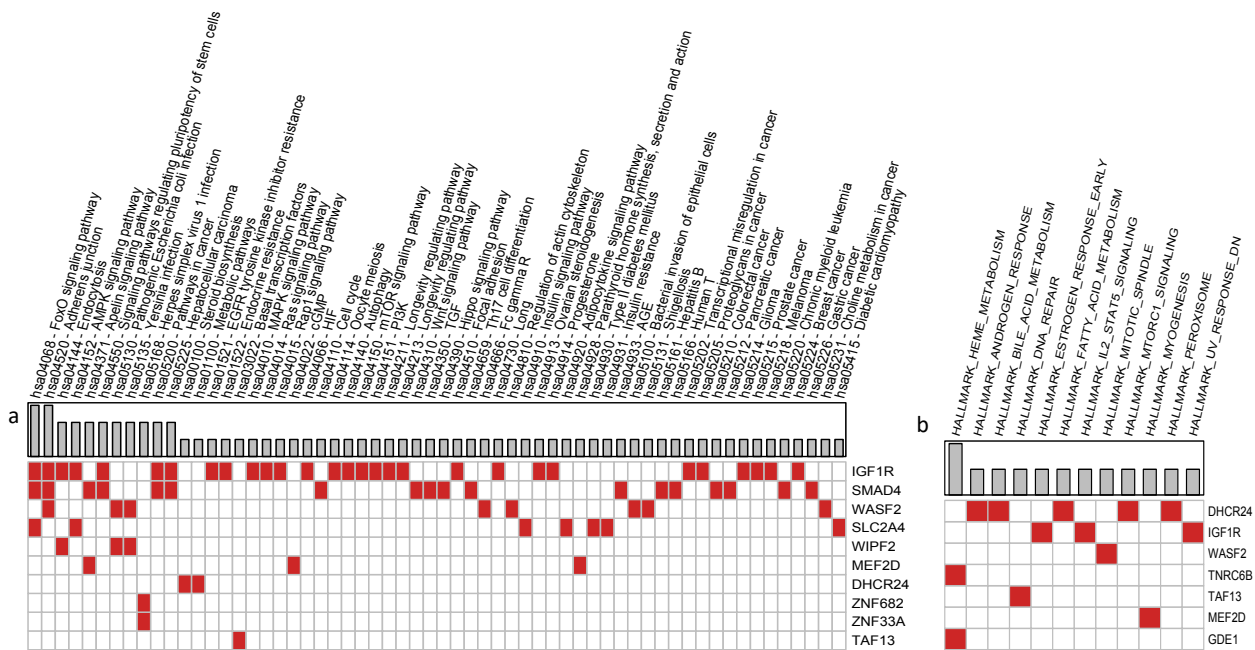 a
hsa04068 - FoxO signaling pathway
hsa04520 - Adherens junction
hsa04144 - Endocytosis
hsa04152 - AMPK signaling pathway
hsa04371 - Apelin signaling pathway
hsa04550 - Signaling pathways regulating pluripotency of stem cells
hsa05130 - Pathogenic Escherichia coli infection
hsa05135 - Yersinia infection
hsa05168 - Herpes simplex virus 1 infection
hsa05200 - Pathways in cancer
hsa05225 - Hepatocellular carcinoma
hsa00100 - Steroid biosynthesis
hsa01100 - Metabolic pathways
hsa01521 - EGFR tyrosine kinase inhibitor resistance
hsa01522 - Endocrine resistance
hsa03022 - Basal transcription factors
hsa04010 - MAPK signaling pathway
hsa04014 - Ras signaling pathway
hsa04015 - Rap1 signaling pathway
hsa04022 - cGMP
hsa04066 - HIF
hsa04110 - Cell cycle
hsa04114 - Oocyte meiosis
hsa04140 - Autophagy
hsa04150 - mTOR signaling pathway
hsa04151 - PI3K
hsa04211 - Longevity regulating pathway
hsa04213 - Longevity regulating pathway
hsa04310 - Wnt signaling pathway
hsa04350 - TGF
hsa04390 - Hippo signaling pathway
hsa04510 - Focal adhesion
hsa04659 - Th17 cell differentiation
hsa04666 - Fc gamma R
hsa04730 - Long
hsa04810 - Regulation of actin cytoskeleton
hsa04910 - Insulin signaling pathway
hsa04913 - Ovarian steroidogenesis
hsa04914 - Progesterone
hsa04920 - Adipocytokine signaling pathway
hsa04928 - Parathyroid hormone synthesis, secretion and action
hsa04930 - Type II diabetes mellitus
hsa04931 - Insulin resistance
hsa04933 - AGE
hsa05100 - Bacterial invasion of epithelial cells
hsa05131 - Shigellosis
hsa05161 - Hepatitis B
hsa05166 - Human T
hsa05202 - Transcriptional misregulation in cancer
hsa05205 - Proteoglycans in cancer
hsa05210 - Colorectal cancer
hsa05212 - Pancreatic cancer
hsa05214 - Glioma
hsa05215 - Prostate cancer
hsa05218 - Melanoma
hsa05220 - Chronic myeloid leukemia
hsa05224 - Breast cancer
hsa05226 - Gastric cancer
hsa05231 - Choline metabolism in cancer
hsa05415 - Diabetic cardiomyopathy
IGF1R
SMAD4
WASF2
SLC2A4
WIPF2
MEF2D
DHCR24
ZNF682
ZNF33A
TAF13
b
HALLMARK_HEME_METABOLISM
HALLMARK_ANDROGEN_RESPONSE
HALLMARK_BILE_ACID_METABOLISM
HALLMARK_DNA_REPAIR
HALLMARK_ESTROGEN_RESPONSE_EARLY
HALLMARK_FATTY_ACID_METABOLISM
HALLMARK_IL2_STAT5_SIGNALING
HALLMARK_MITOTIC_SPINDLE
HALLMARK_MTORC1_SIGNALING
HALLMARK_MYOGENESIS
HALLMARK_PEROXISOME
HALLMARK_UV_RESPONSE_DN
DHCR24
IGF1R
WASF2
TNRC6B
TAF13
MEF2D
GDE1